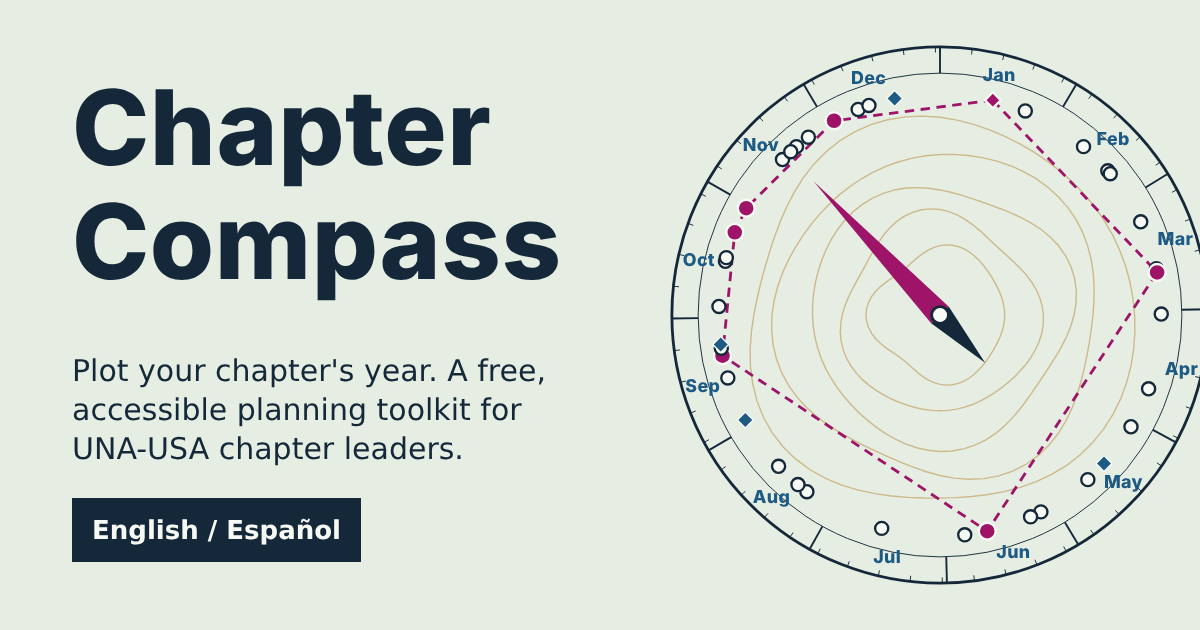 Chapter
Compass
Plot your chapter's year. A free,
accessible planning toolkit for
UNA-USA chapter leaders.
English / Español
Jan
Feb
Mar
Apr
May
Jun
Jul
Aug
Sep
Oct
Nov
Dec